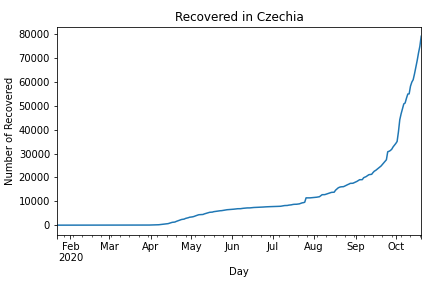 Recovered in Czechia
Number of Recovered
80000
70000
60000
50000
40000
30000
20000
10000
0
Feb
2020
Mar
Apr
May
Jun
Jul
Aug
Sep
Oct
Day